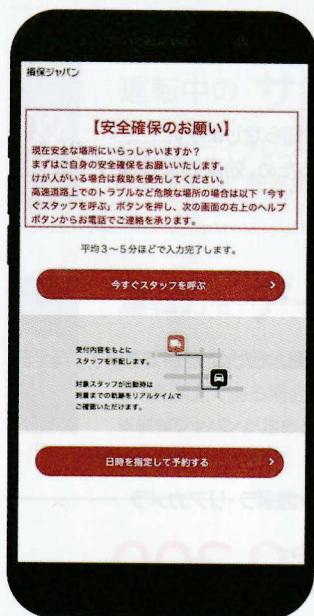 損保ジャパン
【安全確保のお願い】
現在安全な場所にいらっしゃいますか？
まずはご自身の安全確保をお願いいたします。
けが人がいる場合は救助を優先してください。
高速道路上でのトラブルなど危険な場所の場合は以下「今す
ぐスタッフを呼ぶ」ボタンを押し、次の画面の右上のヘルプ
ボタンからお電話でご連絡を承ります。
平均3～5分ほどで入力完了します。
今すぐスタッフを呼ぶ
受付内容をもとに
スタッフを手配します。
対象スタッフが出動時は
到着までの軌跡をリアルタイムで
ご確認いただけます。
日時を指定して予約する